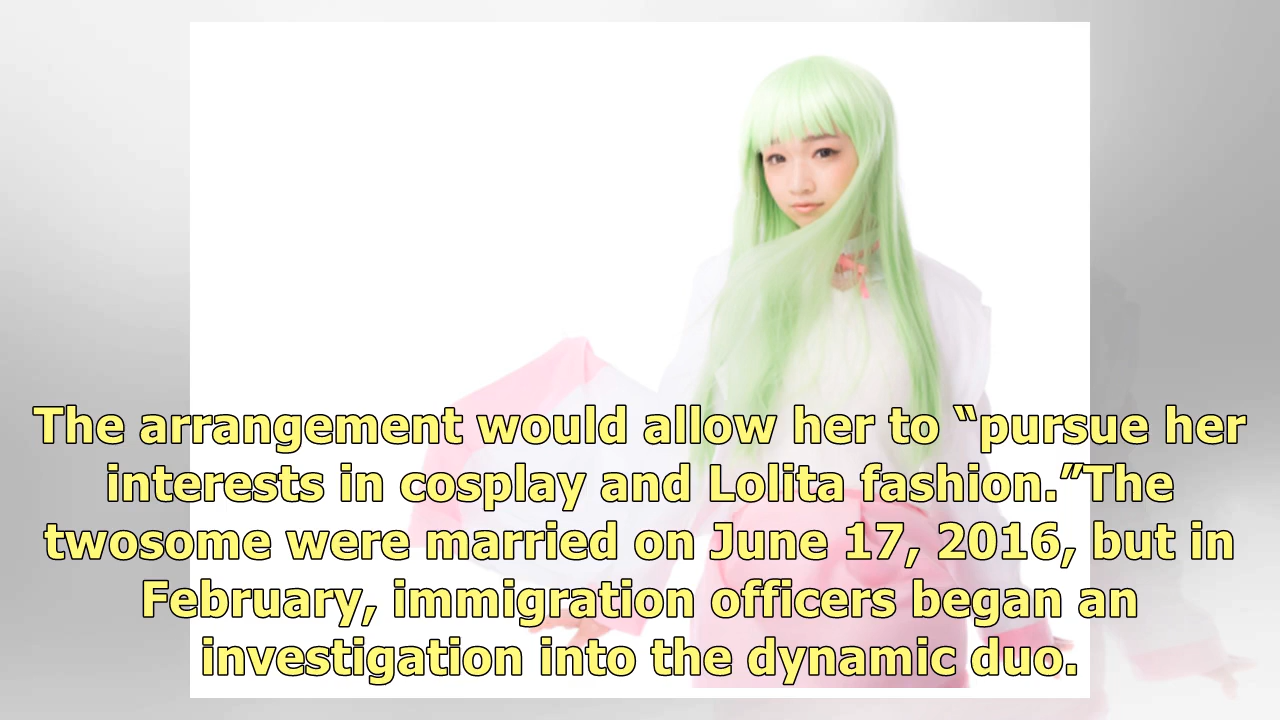 The arrangement would allow her to “pursue her
interests in cosplay and Lolita fashion.”The
twosome were married on June 17, 2016, but in
February, immigration officers began an
investigation into the dynamic duo.